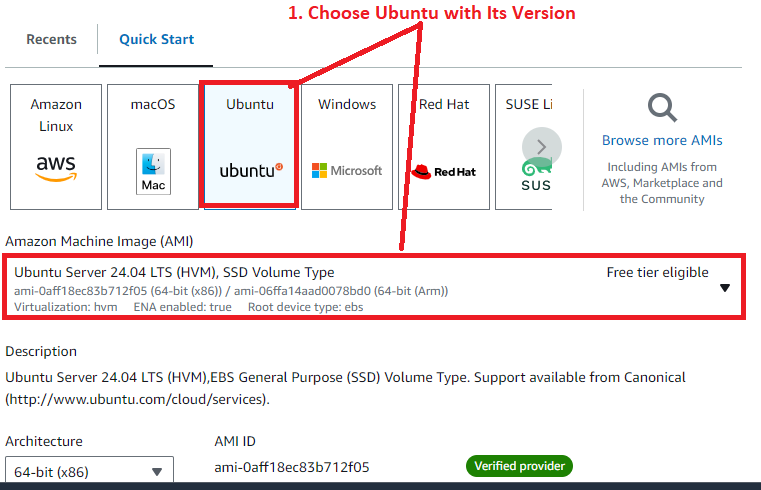 1. Choose Ubuntu with Its Version
Recents
Quick Start
Amazon
Linux
aws
macOS
Mac
Ubuntu
ubuntu
Windows
Microsoft
Red Hat
Red Hat
SUSE Li
SUS
Browse more AMIs
Including AMIs from
AWS, Marketplace and
the Community
Amazon Machine Image (AMI)
Ubuntu Server 24.04 LTS (HVM), SSD Volume Type
Free tier eligible
ami-0aff18ec83b712f05 (64-bit (x86)) / ami-06ffa14aad0078bd0 (64-bit (Arm))
Virtualization: hvm ENA enabled: true Root device type: ebs
Description
Ubuntu Server 24.04 LTS (HVM),EBS General Purpose (SSD) Volume Type. Support available from Canonical
(http://www.ubuntu.com/cloud/services).
Architecture
AMI ID
64-bit (x86)
ami-0aff18ec83b712f05
Verified provider